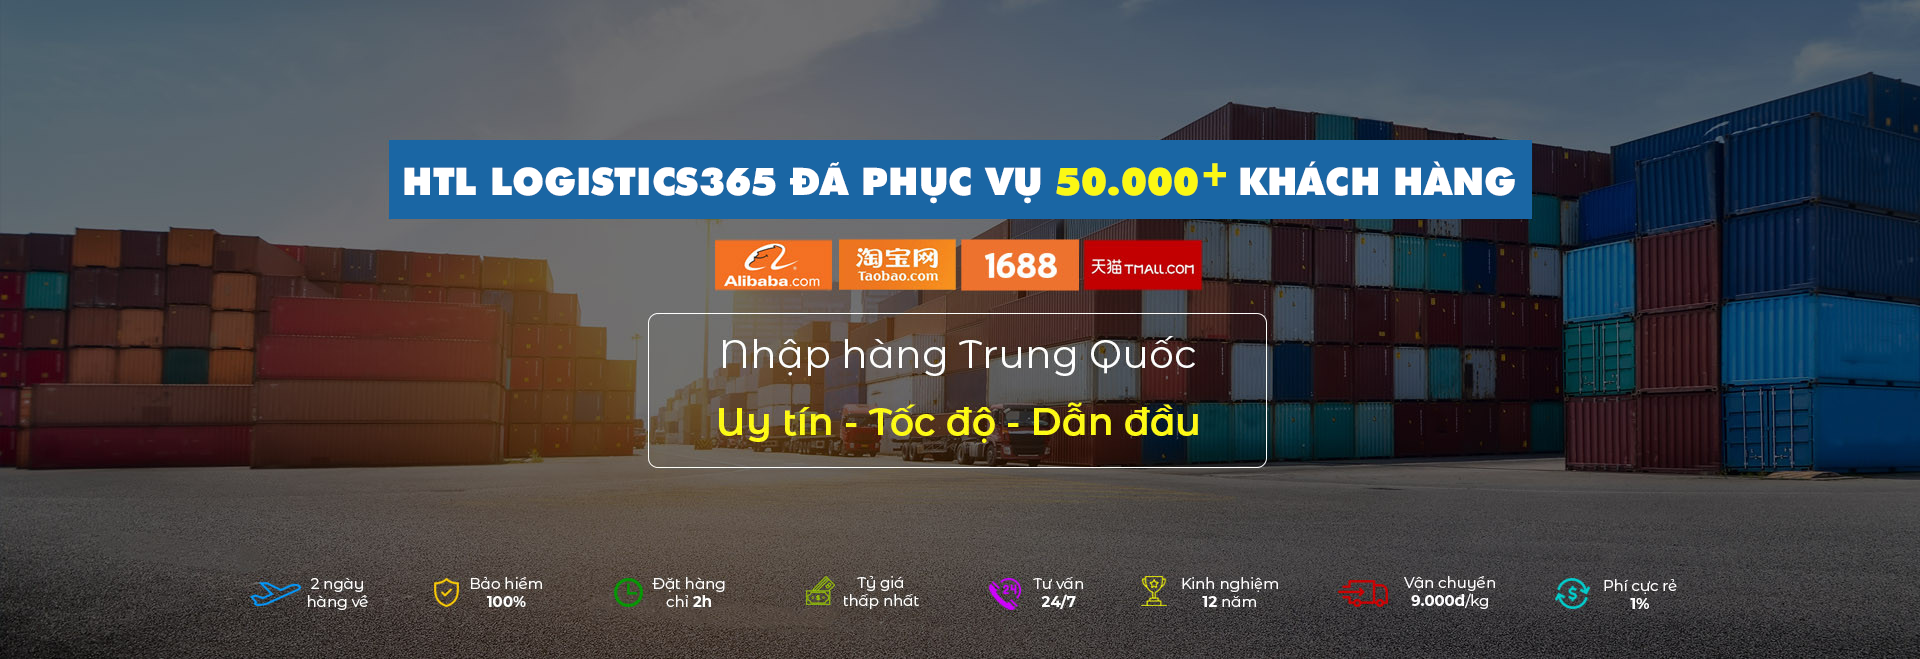 HTL LOGISTICS365 ĐÃ PHỤC VỤ 50.000+ KHÁCH HÀNG
Alibaba.com
淘宝网
Taobao.com
1688
天猫 TMALL.COM
Nhập hàng Trung Quốc
Uy tín - Tốc độ - Dẫn đầu
2 ngày
hàng về
Bảo hiểm
100%
Đặt hàng
chỉ 2h
Tỷ giá
thấp nhất
24
Tư vấn
24/7
Kinh nghiệm
12 năm
Vận chuyển
9.000đ/kg
$
Phí cực rẻ
1%